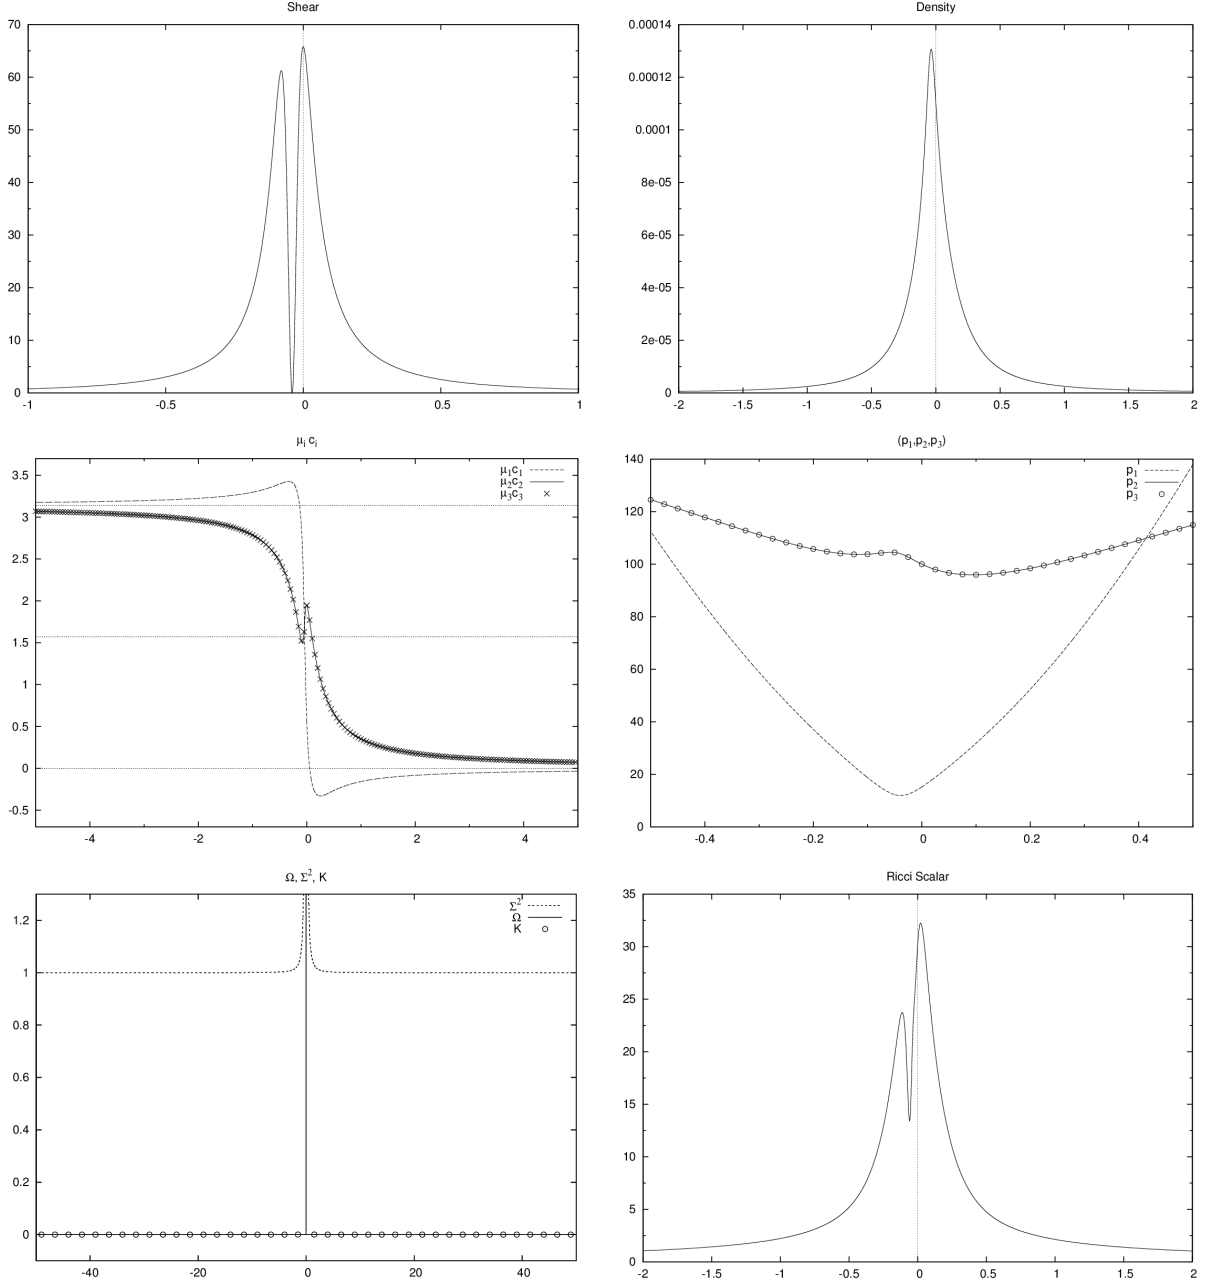 Shear
70
60
50
40
30
20
10
0
-1 -0.5 0 0.5 1
Density
0.00014
0.00012
0.0001
8e-05
6e-05
4e-05
2e-05
0
-2 -1.5 -1 -0.5 0 0.5 1 1.5 2
μi ci
μ1c1
μ2c2
μ3c3
3.5
3
2.5
2
1.5
1
0.5
0
-0.5
-4 -2 0 2 4
(p1,p2,p3)
p1
p2
p3
140
120
100
80
60
40
20
0
-0.4 -0.2 0 0.2 0.4
Ω, Σ², K
Σ²
Ω
K
1.2
1
0.8
0.6
0.4
0.2
0
-40 -20 0 20 40
Ricci Scalar
35
30
25
20
15
10
5
0
-2 -1.5 -1 -0.5 0 0.5 1 1.5 2